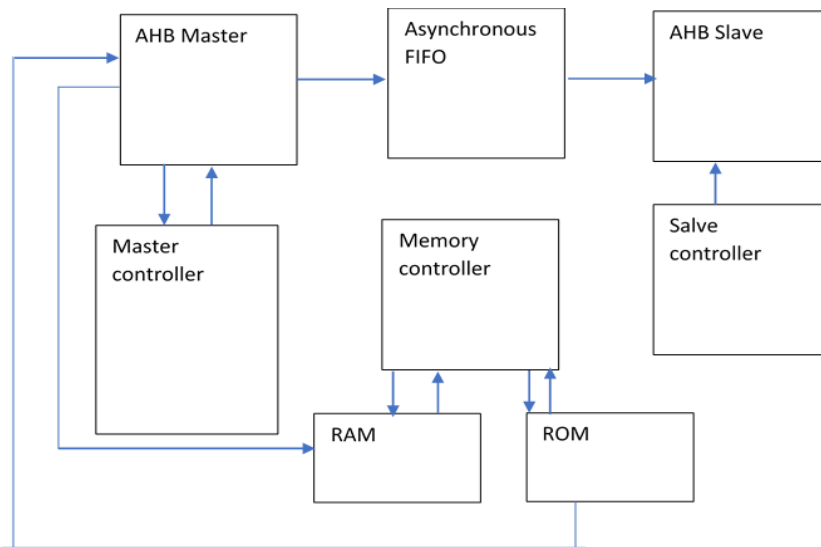 AHB Master
Asynchronous
FIFO
AHB Slave
Master
controller
Memory
controller
Salve
controller
RAM
ROM